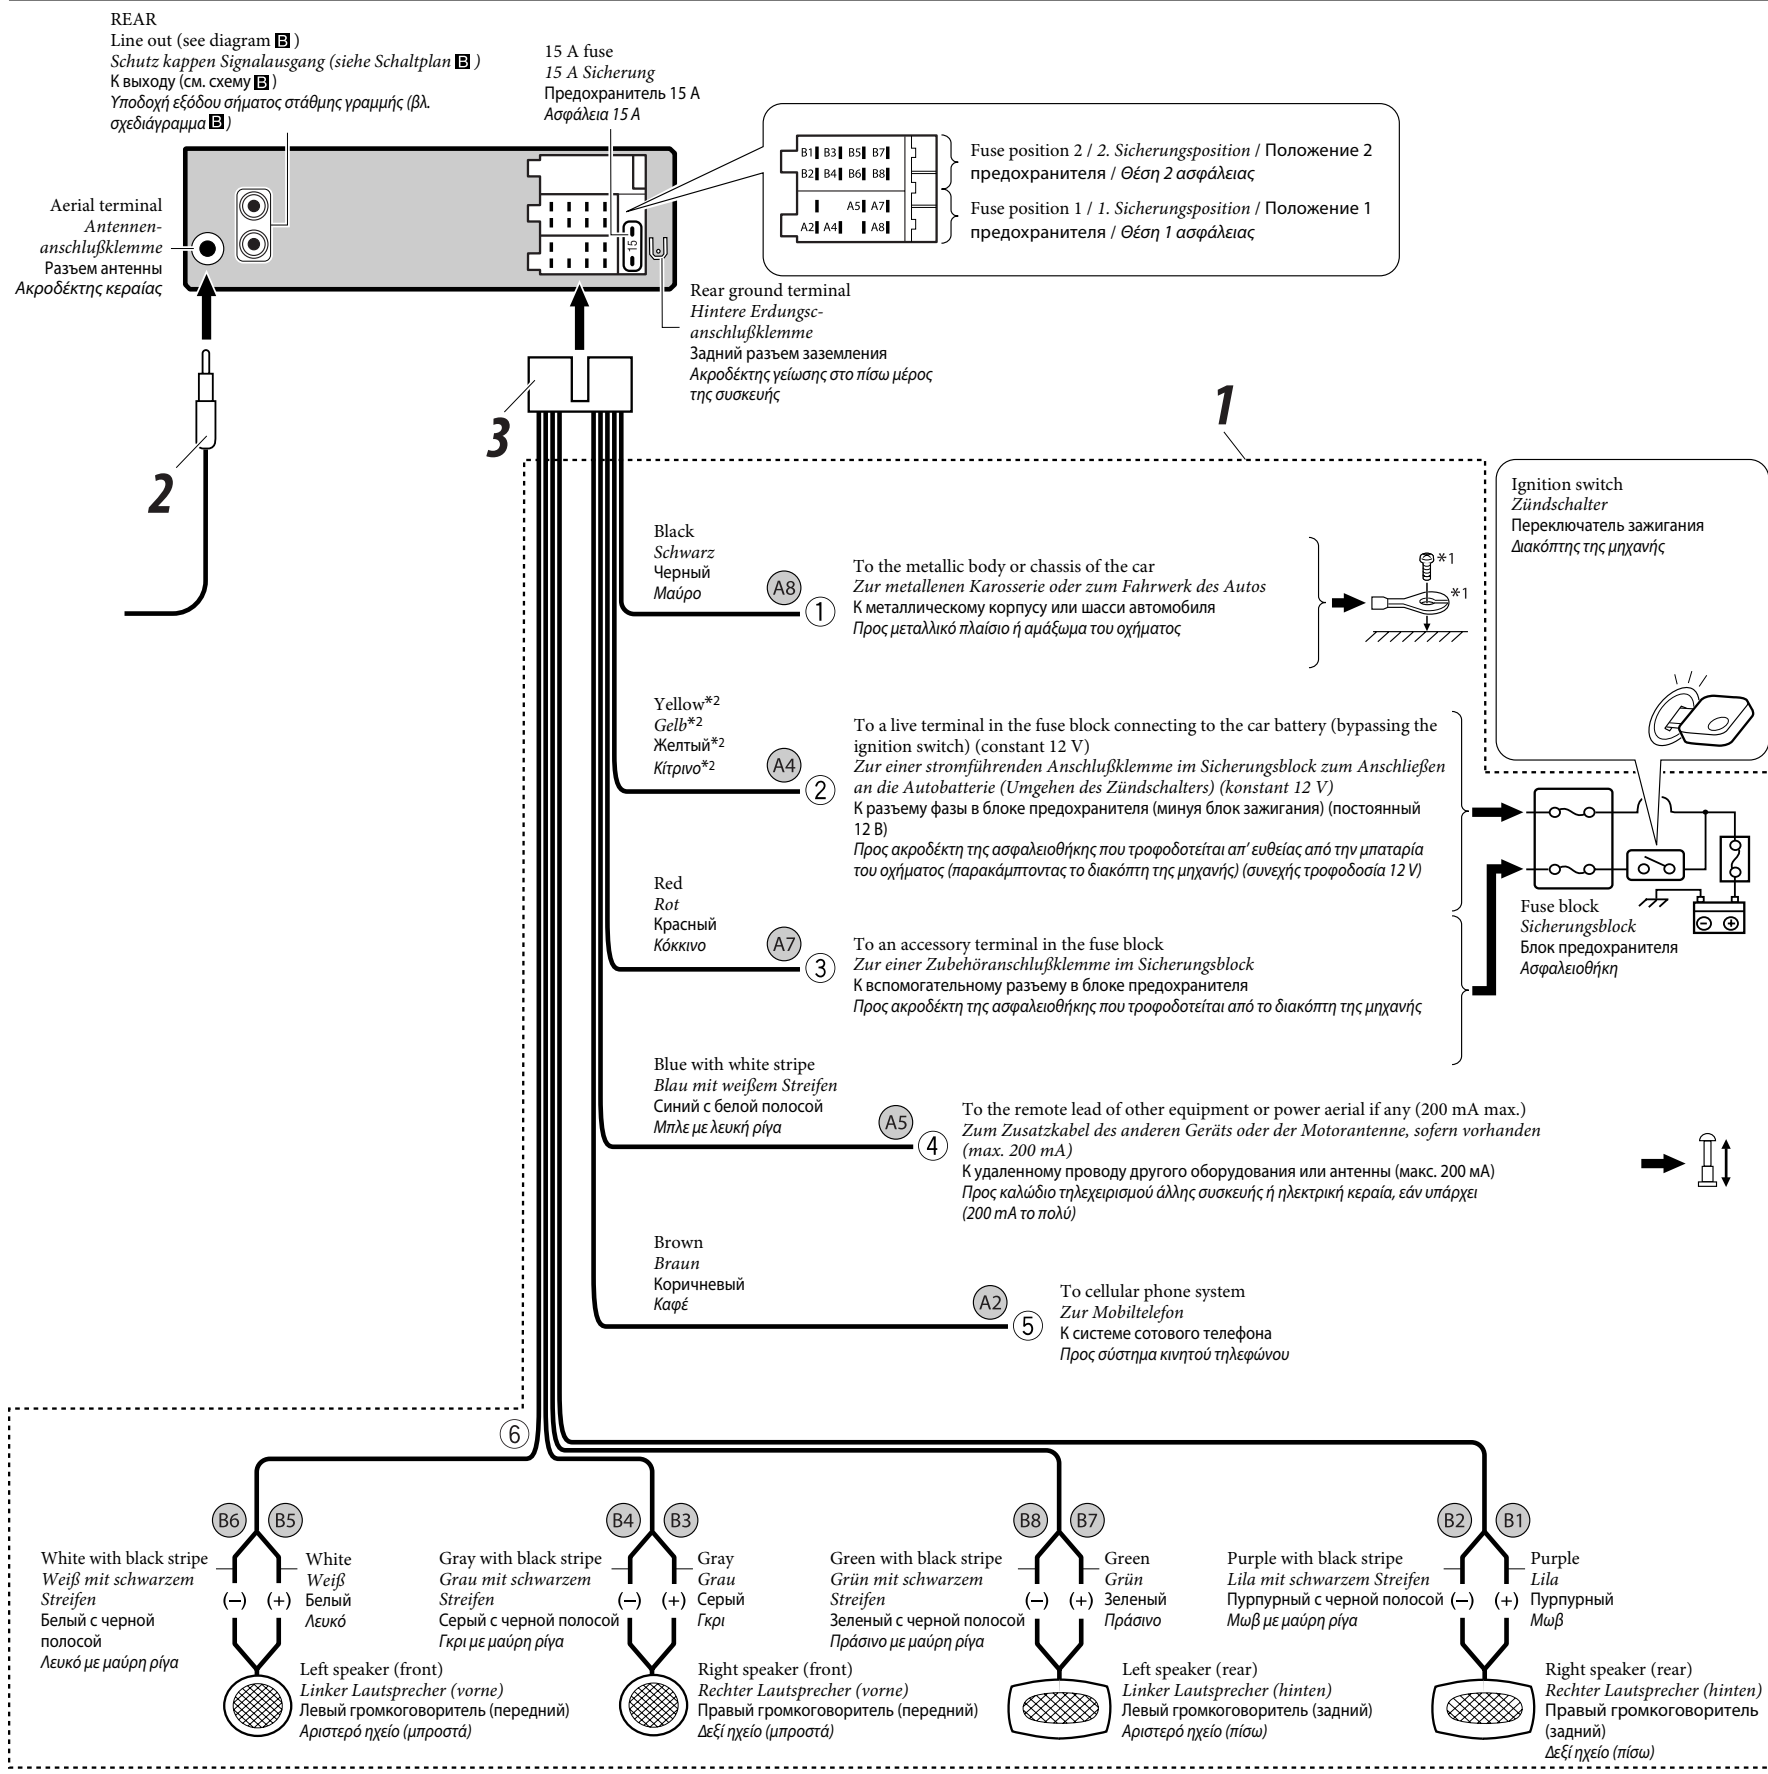 REAR
Line out (see diagram B )
Schutz kappen Signalausgang (siehe Schaltplan B )
К выходу (см. схему B )
Υποδοχή εξόδου σήματος στάθμης γραμμής (βλ.
σχεδιάγραμμα B )
15 A fuse
15 A Sicherung
Предохранитель 15 A
Ασφάλεια 15 A
B1 B3 B5 B7
B2 B4 B6 B8
A5 A7
A2 A4 A8
Fuse position 2 / 2. Sicherungsposition / Положение 2
предохранителя / Θέση 2 ασφάλειας
Fuse position 1 / 1. Sicherungsposition / Положение 1
предохранителя / Θέση 1 ασφάλειας
Aerial terminal
Antennen-
anschlußklemme
Разъем антенны
Ακροδέκτης κεραίας
15
Rear ground terminal
Hintere Erdungsc-
anschlußklemme
Задний разъем заземления
Ακροδέκτης γείωσης στο πίσω μέρος
της συσκευής
1
2
3
Ignition switch
Zündschalter
Переключатель зажигания
Διακόπτης της μηχανής
Black
Schwarz
Черный
Μαύρο
A8
①
To the metallic body or chassis of the car
Zur metallenen Karosserie oder zum Fahrwerk des Autos
К металлическому корпусу или шасси автомобиля
Προς μεταλλικό πλαίσιο ή αμάξωμα του οχήματος
*1
*1
Yellow*2
Gelb*2
Желтый*2
Κίτρινο*2
A4
②
To a live terminal in the fuse block connecting to the car battery (bypassing the
ignition switch) (constant 12 V)
Zur einer stromführenden Anschlußklemme im Sicherungsblock zum Anschließen
an die Autobatterie (Umgehen des Zündschalters) (konstant 12 V)
К разъему фазы в блоке предохранителя (минуя блок зажигания) (постоянный
12 В)
Προς ακροδέκτη της ασφαλειοθήκης που τροφοδοτείται απ' ευθείας από την μπαταρία
του οχήματος (παρακάμπτοντας το διακόπτη της μηχανής) (συνεχής τροφοδοσία 12 V)
Red
Rot
Красный
Κόκκινο
A7
③
To an accessory terminal in the fuse block
Zur einer Zubehöranschlußklemme im Sicherungsblock
К вспомогательному разъему в блоке предохранителя
Προς ακροδέκτη της ασφαλειοθήκης που τροφοδοτείται από το διακόπτη της μηχανής
Fuse block
Sicherungsblock
Блок предохранителя
Ασφαλειοθήκη
Blue with white stripe
Blau mit weißem Streifen
Синий с белой полосой
Μπλε με λευκή ρίγα
A5
④
To the remote lead of other equipment or power aerial if any (200 mA max.)
Zum Zusatzkabel des anderen Geräts oder der Motorantenne, sofern vorhanden
(max. 200 mA)
К удаленному проводу другого оборудования или антенны (макс. 200 мА)
Προς καλώδιο τηλεχειρισμού άλλης συσκευής ή ηλεκτρική κεραία, εάν υπάρχει
(200 mA το πολύ)
Brown
Braun
Коричневый
Καφέ
A2
⑤
To cellular phone system
Zur Mobiltelefon
К системе сотового телефона
Προς σύστημα κινητού τηλεφώνου
⑥
B6 B5
White with black stripe
Weiß mit schwarzem
Streifen
Белый с черной
полосой
Λευκό με μαύρη ρίγα
(–) (+)
White
Weiß
Белый
Λευκό
Left speaker (front)
Linker Lautsprecher (vorne)
Левый громкоговоритель (передний)
Αριστερό ηχείο (μπροστά)
B4 B3
Gray with black stripe
Grau mit schwarzem
Streifen
Серый с черной полосой
Γκρι με μαύρη ρίγα
(–) (+)
Gray
Grau
Серый
Γκρι
Right speaker (front)
Rechter Lautsprecher (vorne)
Правый громкоговоритель (передний)
Δεξί ηχείο (μπροστά)
B8 B7
Green with black stripe
Grün mit schwarzem
Streifen
Зеленый с черной полосой
Πράσινο με μαύρη ρίγα
(–) (+)
Green
Grün
Зеленый
Πράσινο
Left speaker (rear)
Linker Lautsprecher (hinten)
Левый громкоговоритель (задний)
Αριστερό ηχείο (πίσω)
B2 B1
Purple with black stripe
Lila mit schwarzem Streifen
Пурпурный с черной полосой
Μωβ με μαύρη ρίγα
(–) (+)
Purple
Lila
Пурпурный
Μωβ
Right speaker (rear)
Rechter Lautsprecher (hinten)
Правый громкоговоритель
(задний)
Δεξί ηχείο (πίσω)